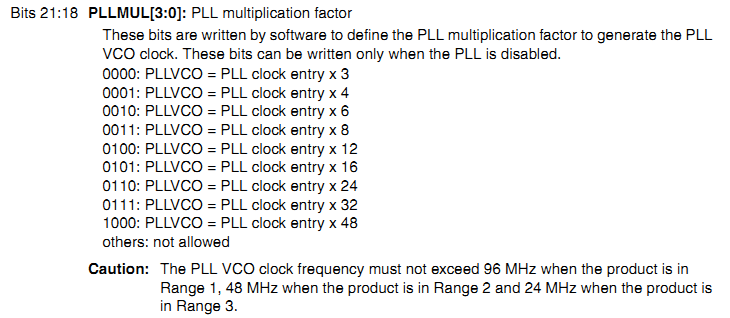 Bits 21:18 PLLMUL[3:0]: PLL multiplication factor
These bits are written by software to define the PLL multiplication factor to generate the PLL
VCO clock. These bits can be written only when the PLL is disabled.
0000: PLLVCO = PLL clock entry x 3
0001: PLLVCO = PLL clock entry x 4
0010: PLLVCO = PLL clock entry x 6
0011: PLLVCO = PLL clock entry x 8
0100: PLLVCO = PLL clock entry x 12
0101: PLLVCO = PLL clock entry x 16
0110: PLLVCO = PLL clock entry x 24
0111: PLLVCO = PLL clock entry x 32
1000: PLLVCO = PLL clock entry x 48
others: not allowed
Caution: The PLL VCO clock frequency must not exceed 96 MHz when the product is in
Range 1, 48 MHz when the product is in Range 2 and 24 MHz when the product is
in Range 3.